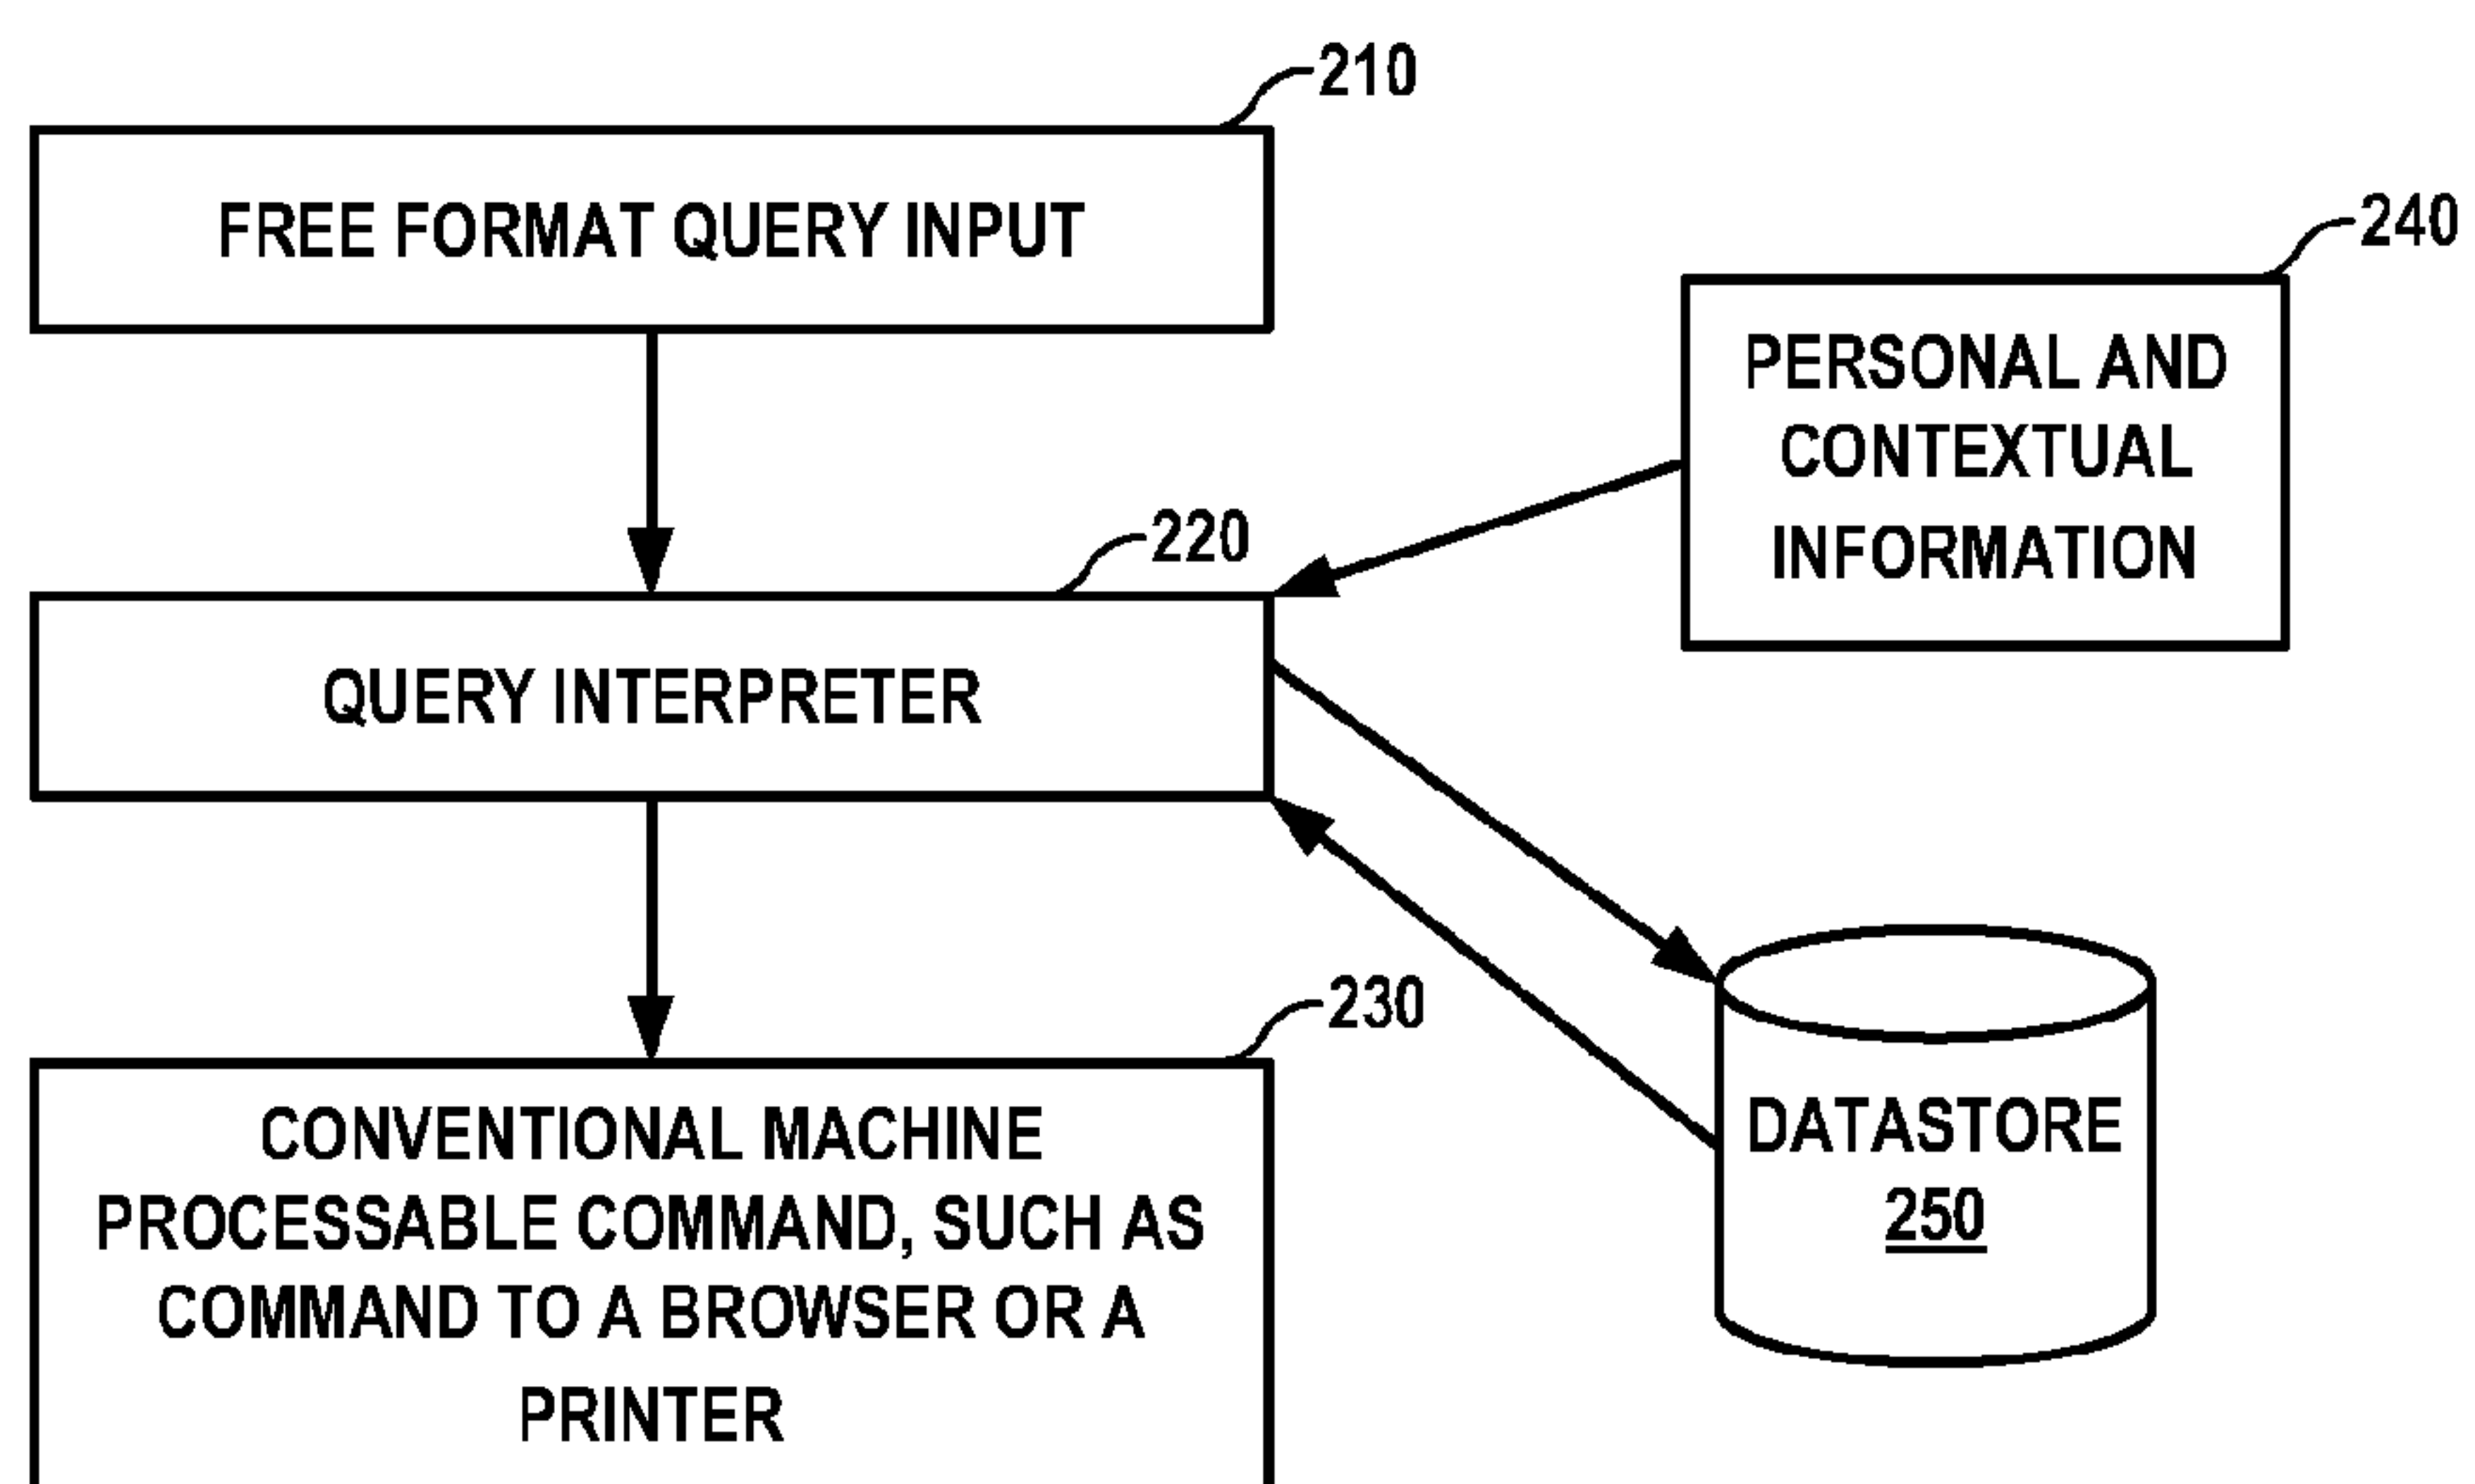 210
FREE FORMAT QUERY INPUT
240
PERSONAL AND
CONTEXTUAL
INFORMATION
220
QUERY INTERPRETER
230
CONVENTIONAL MACHINE
PROCESSABLE COMMAND, SUCH AS
COMMAND TO A BROWSER OR A
PRINTER
DATASTORE
250